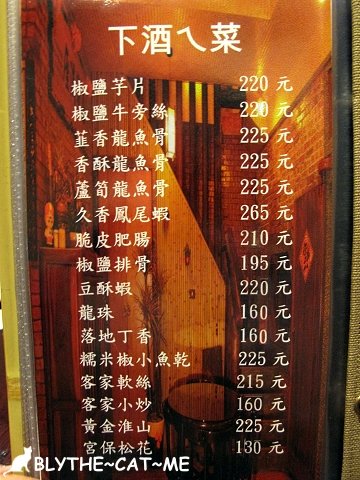 下酒ㄟ菜
椒鹽芋片 220 元
椒鹽牛旁絲 220 元
韮香龍魚骨 225 元
香酥龍魚骨 225 元
蘆筍龍魚骨 225 元
久香鳳尾蝦 265 元
脆皮肥腸 210 元
椒鹽排骨 195 元
豆酥蝦 220 元
龍珠 160 元
落地丁香 160 元
糯米椒小魚乾 225 元
客家軟絲 215 元
客家小炒 160 元
黃金淮山 225 元
宮保松花 130 元
BLYTHE~CAT~ME